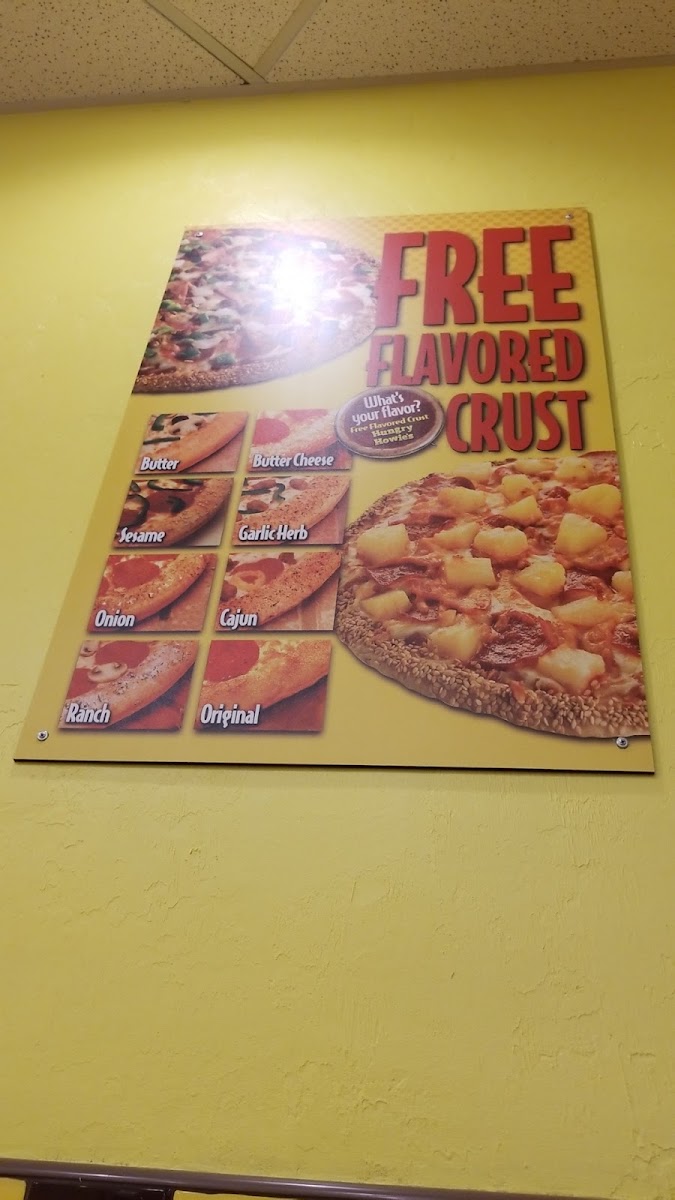 FREE
FLAVORED
CRUST
What's
your flavor?
Free Flavored Crust
Hungry
Howie's
Butter
Butter Cheese
Sesame
Garlic Herb
Onion
Cajun
Ranch
Original